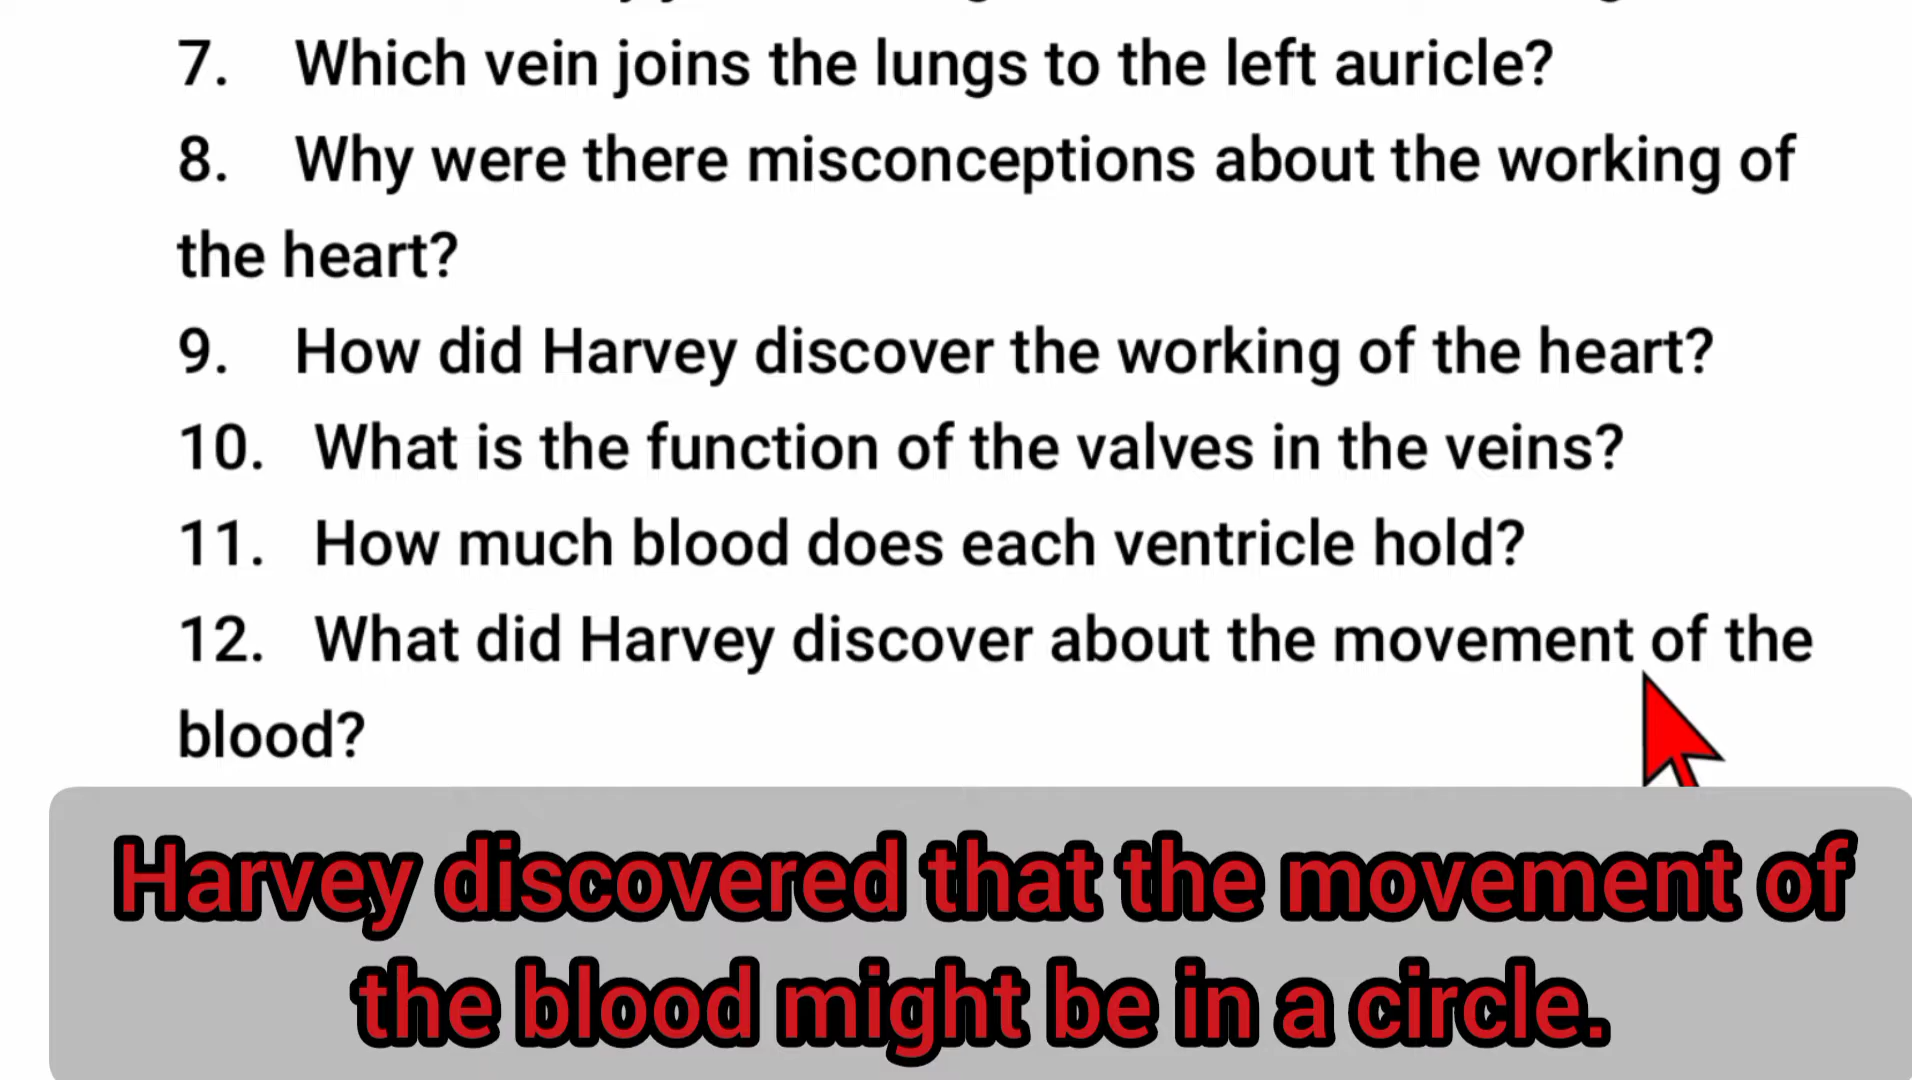 7. Which vein joins the lungs to the left auricle?
8. Why were there misconceptions about the working of
the heart?
9. How did Harvey discover the working of the heart?
10. What is the function of the valves in the veins?
11. How much blood does each ventricle hold?
12. What did Harvey discover about the movement of the
blood?
Harvey discovered that the movement of
the blood might be in a circle.